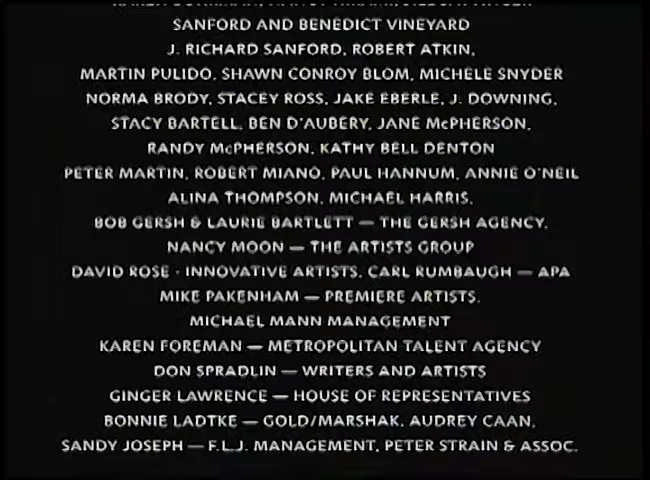 SANFORD AND BENEDICT VINEYARD
J. RICHARD SANFORD, ROBERT ATKIN,
MARTIN PULIDO, SHAWN CONROY BLOM, MICHELE SNYDER
NORMA BRODY, STACEY ROSS, JAKE EBERLE, J. DOWNING,
STACY BARTELL, BEN D'AUBERY, JANE McPHERSON,
RANDY McPHERSON, KATHY BELL DENTON
PETER MARTIN, ROBERT MIANO, PAUL HANNUM, ANNIE O'NEIL
ALINA THOMPSON, MICHAEL HARRIS,
BOB GERSH & LAURIE BARTLETT — THE GERSH AGENCY,
NANCY MOON — THE ARTISTS GROUP
DAVID ROSE - INNOVATIVE ARTISTS, CARL RUMBAUGH — APA
MIKE PAKENHAM — PREMIERE ARTISTS,
MICHAEL MANN MANAGEMENT
KAREN FOREMAN — METROPOLITAN TALENT AGENCY
DON SPRADLIN — WRITERS AND ARTISTS
GINGER LAWRENCE — HOUSE OF REPRESENTATIVES
BONNIE LADTKE — GOLD/MARSHAK, AUDREY CAAN,
SANDY JOSEPH — F.L.J. MANAGEMENT, PETER STRAIN & ASSOC.